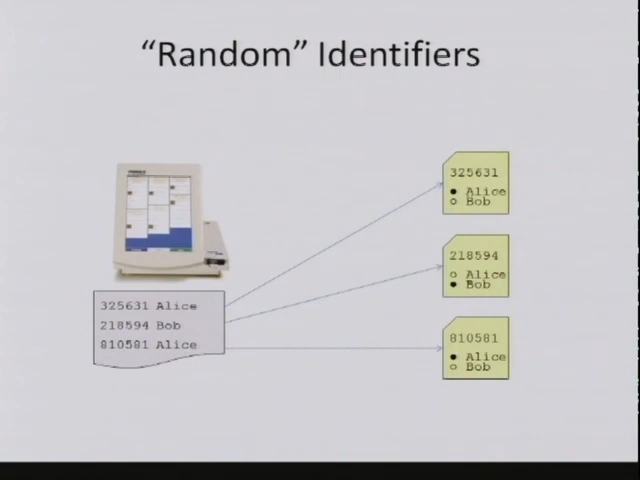 “Random” Identifiers
325631
Alice
Bob
218594
Alice
Bob
325631 Alice
218594 Bob
810581 Alice
810581
Alice
Bob